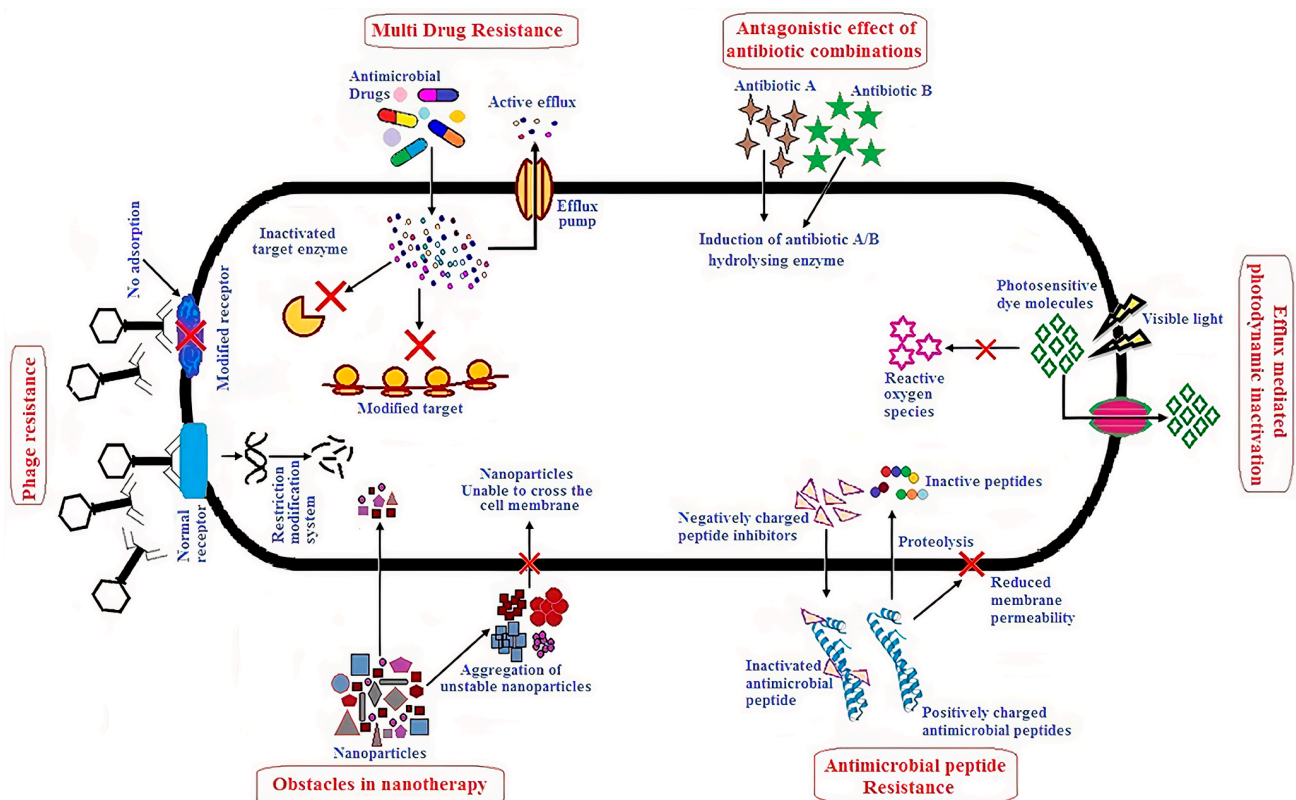 Multi Drug Resistance
Antagonistic effect of
antibiotic combinations
Antimicrobial
Drugs
Active efflux
Efflux
pump
Inactivated
target enzyme
Modified target
Antibiotic A
Antibiotic B
Induction of antibiotic A/B
hydrolysing enzyme
Photosensitive
dye molecules
Visible light
Reactive
oxygen
species
Efflux mediated
photodynamic inactivation
No adsorption
Modified receptor
Phage resistance
Normal
receptor
Restriction
modification
system
Nanoparticles
Unable to cross the
cell membrane
Aggregation of
unstable nanoparticles
Nanoparticles
Obstacles in nanotherapy
Negatively charged
peptide inhibitors
Inactive peptides
Proteolysis
Reduced
membrane
permeability
Inactivated
antimicrobial
peptide
Positively charged
antimicrobial peptides
Antimicrobial peptide
Resistance